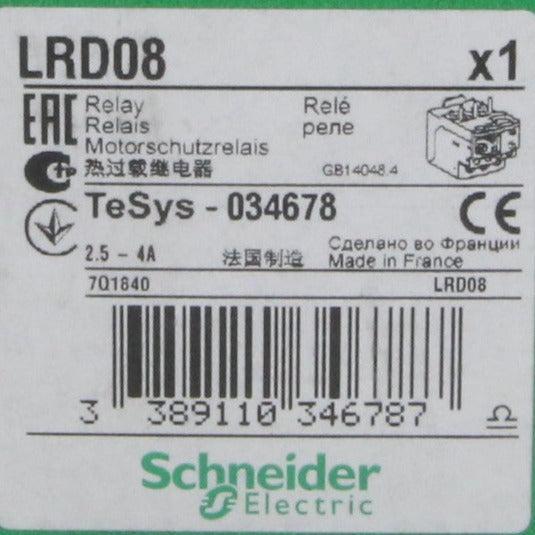 LRD08 x1
EAC Relay Relé
Relais реле
Motorschutzrelais
热过载继电器 GB14048.4
TeSys - 034678 CE
2.5 - 4A 法国制造 Сделано во Франции
Made in France
7Q1840 LRD08
3 389110 346787
Schneider
Electric